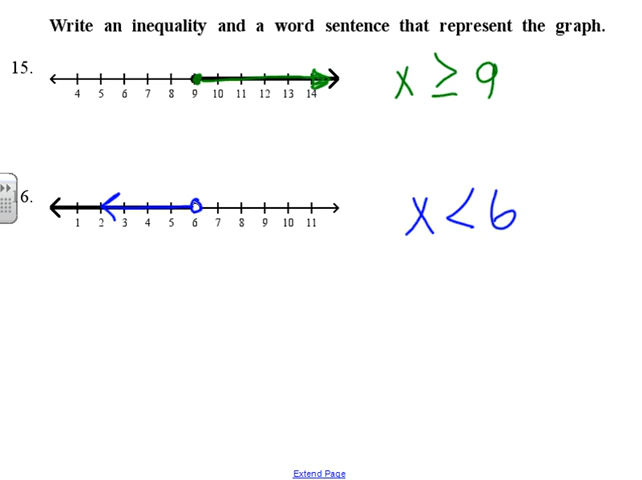 Write an inequality and a word sentence that represent the graph.
15.
4 5 6 7 8 9 10 11 12 13 14
x ≥ 9
16.
1 2 3 4 5 6 7 8 9 10 11
x < 6
Extend Page